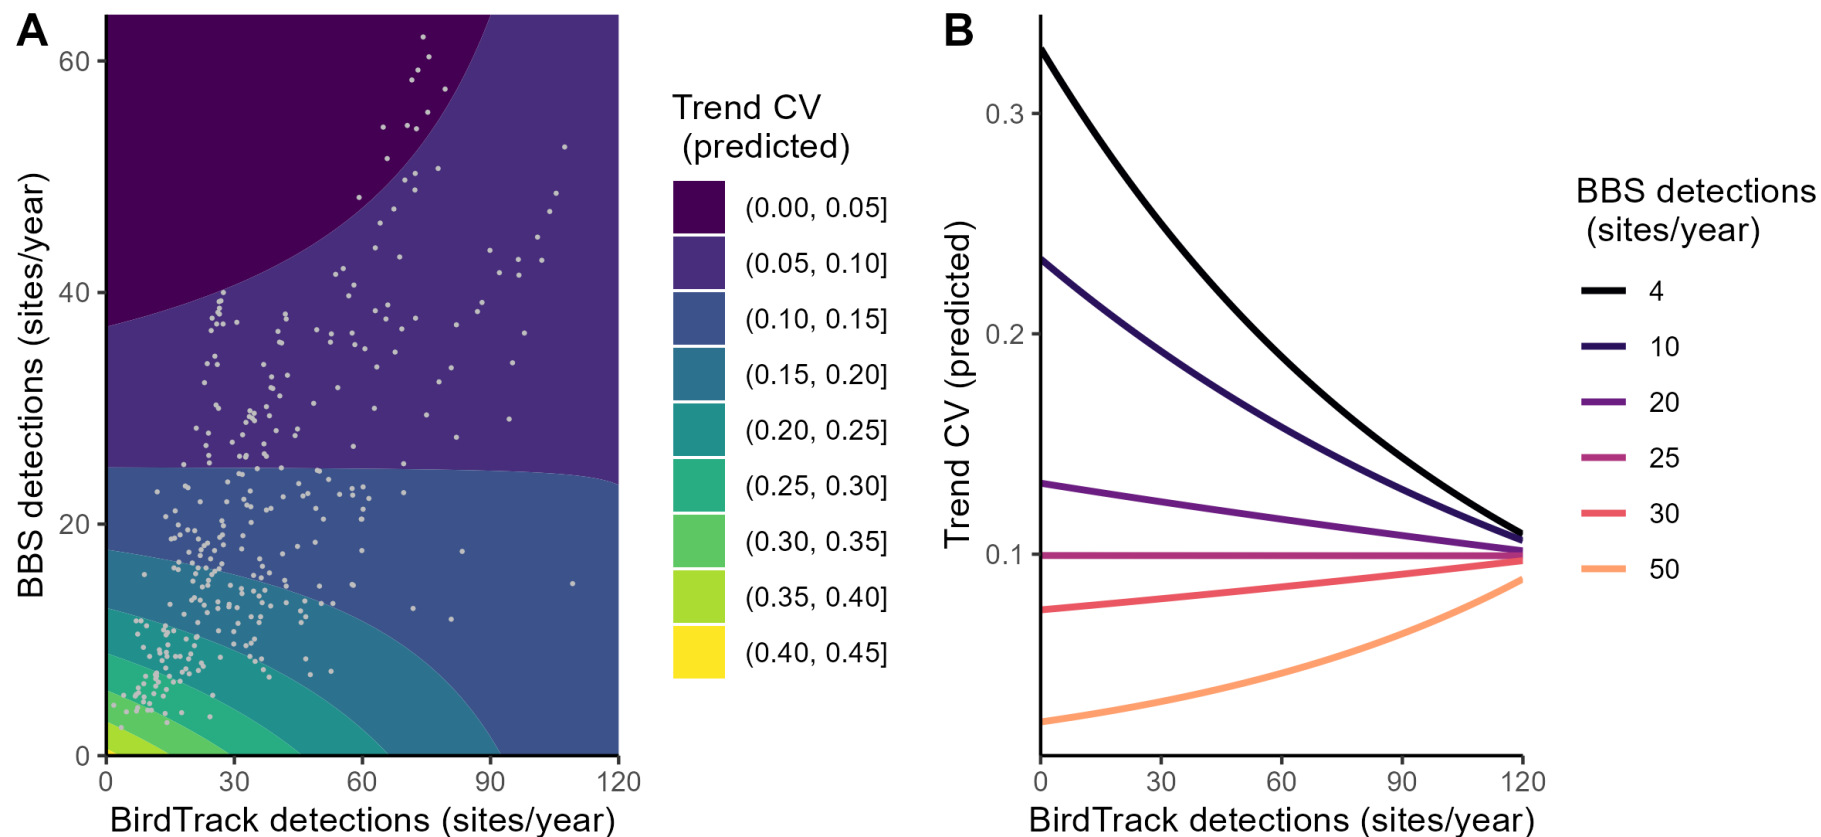 A
BBS detections (sites/year)
60
40
20
0
0 30 60 90 120
BirdTrack detections (sites/year)
Trend CV
(predicted)
(0.00, 0.05]
(0.05, 0.10]
(0.10, 0.15]
(0.15, 0.20]
(0.20, 0.25]
(0.25, 0.30]
(0.30, 0.35]
(0.35, 0.40]
(0.40, 0.45]
B
Trend CV (predicted)
0.3
0.2
0.1
0 30 60 90 120
BirdTrack detections (sites/year)
BBS detections
(sites/year)
4
10
20
25
30
50